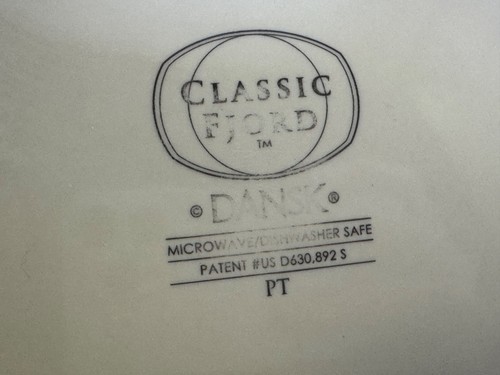 CLASSIC
FJORD
TM
© DANSK ®
MICROWAVE/DISHWASHER SAFE
PATENT #US D630,892 S
PT